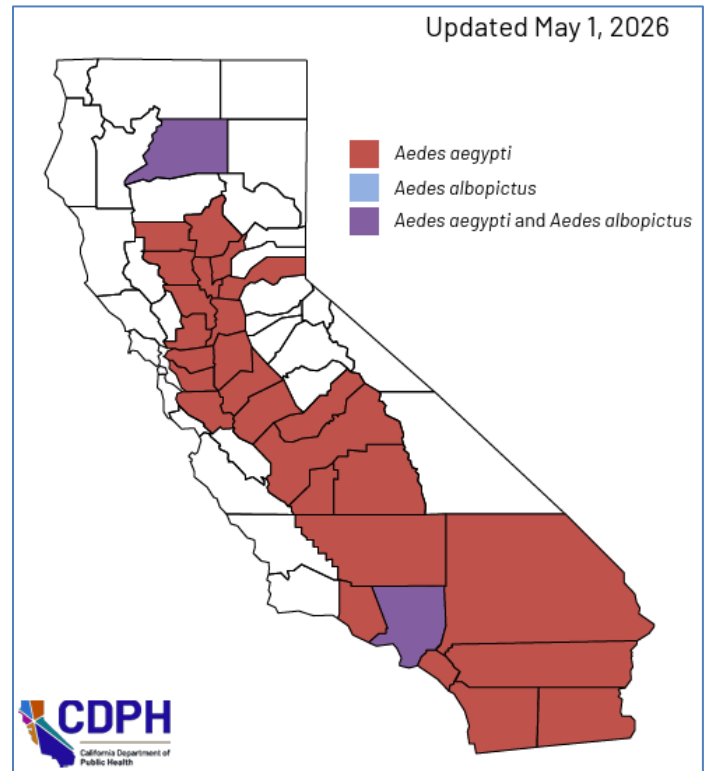 Updated May 1, 2026
Aedes aegypti
Aedes albopictus
Aedes aegypti and Aedes albopictus
CDPH
California Department of
Public Health